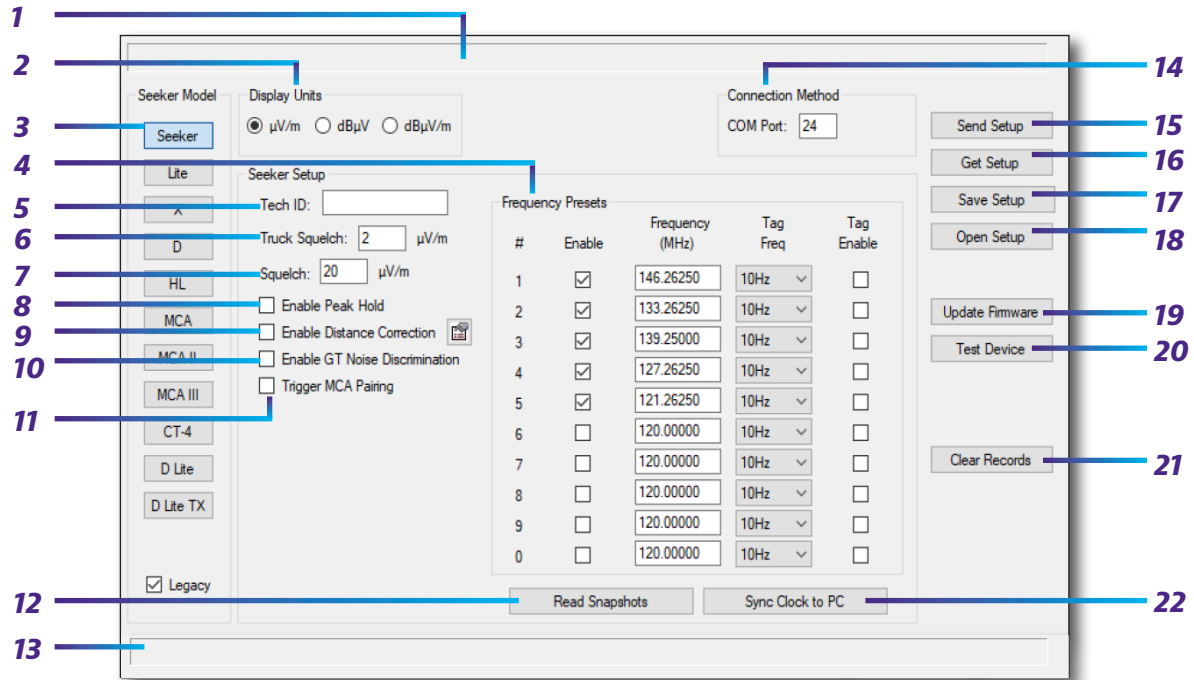 1
2
3
4
5
6
7
8
9
10
11
12
13
14
15
16
17
18
19
20
21
22
Seeker Model
Seeker
Lite
X
D
HL
MCA
MCA II
MCA III
CT-4
D Lite
D Lite TX
Legacy
Display Units
µV/m dBµV dBµV/m
Connection Method
COM Port: 24
Seeker Setup
Tech ID:
Truck Squelch: 2 µV/m
Squelch: 20 µV/m
Enable Peak Hold
Enable Distance Correction
Enable GT Noise Discrimination
Trigger MCA Pairing
Frequency Presets
# Enable Frequency (MHz) Tag Freq Tag Enable
1 146.26250 10Hz
2 133.26250 10Hz
3 139.25000 10Hz
4 127.26250 10Hz
5 121.26250 10Hz
6 120.00000 10Hz
7 120.00000 10Hz
8 120.00000 10Hz
9 120.00000 10Hz
0 120.00000 10Hz
Read Snapshots
Sync Clock to PC
Send Setup
Get Setup
Save Setup
Open Setup
Update Firmware
Test Device
Clear Records